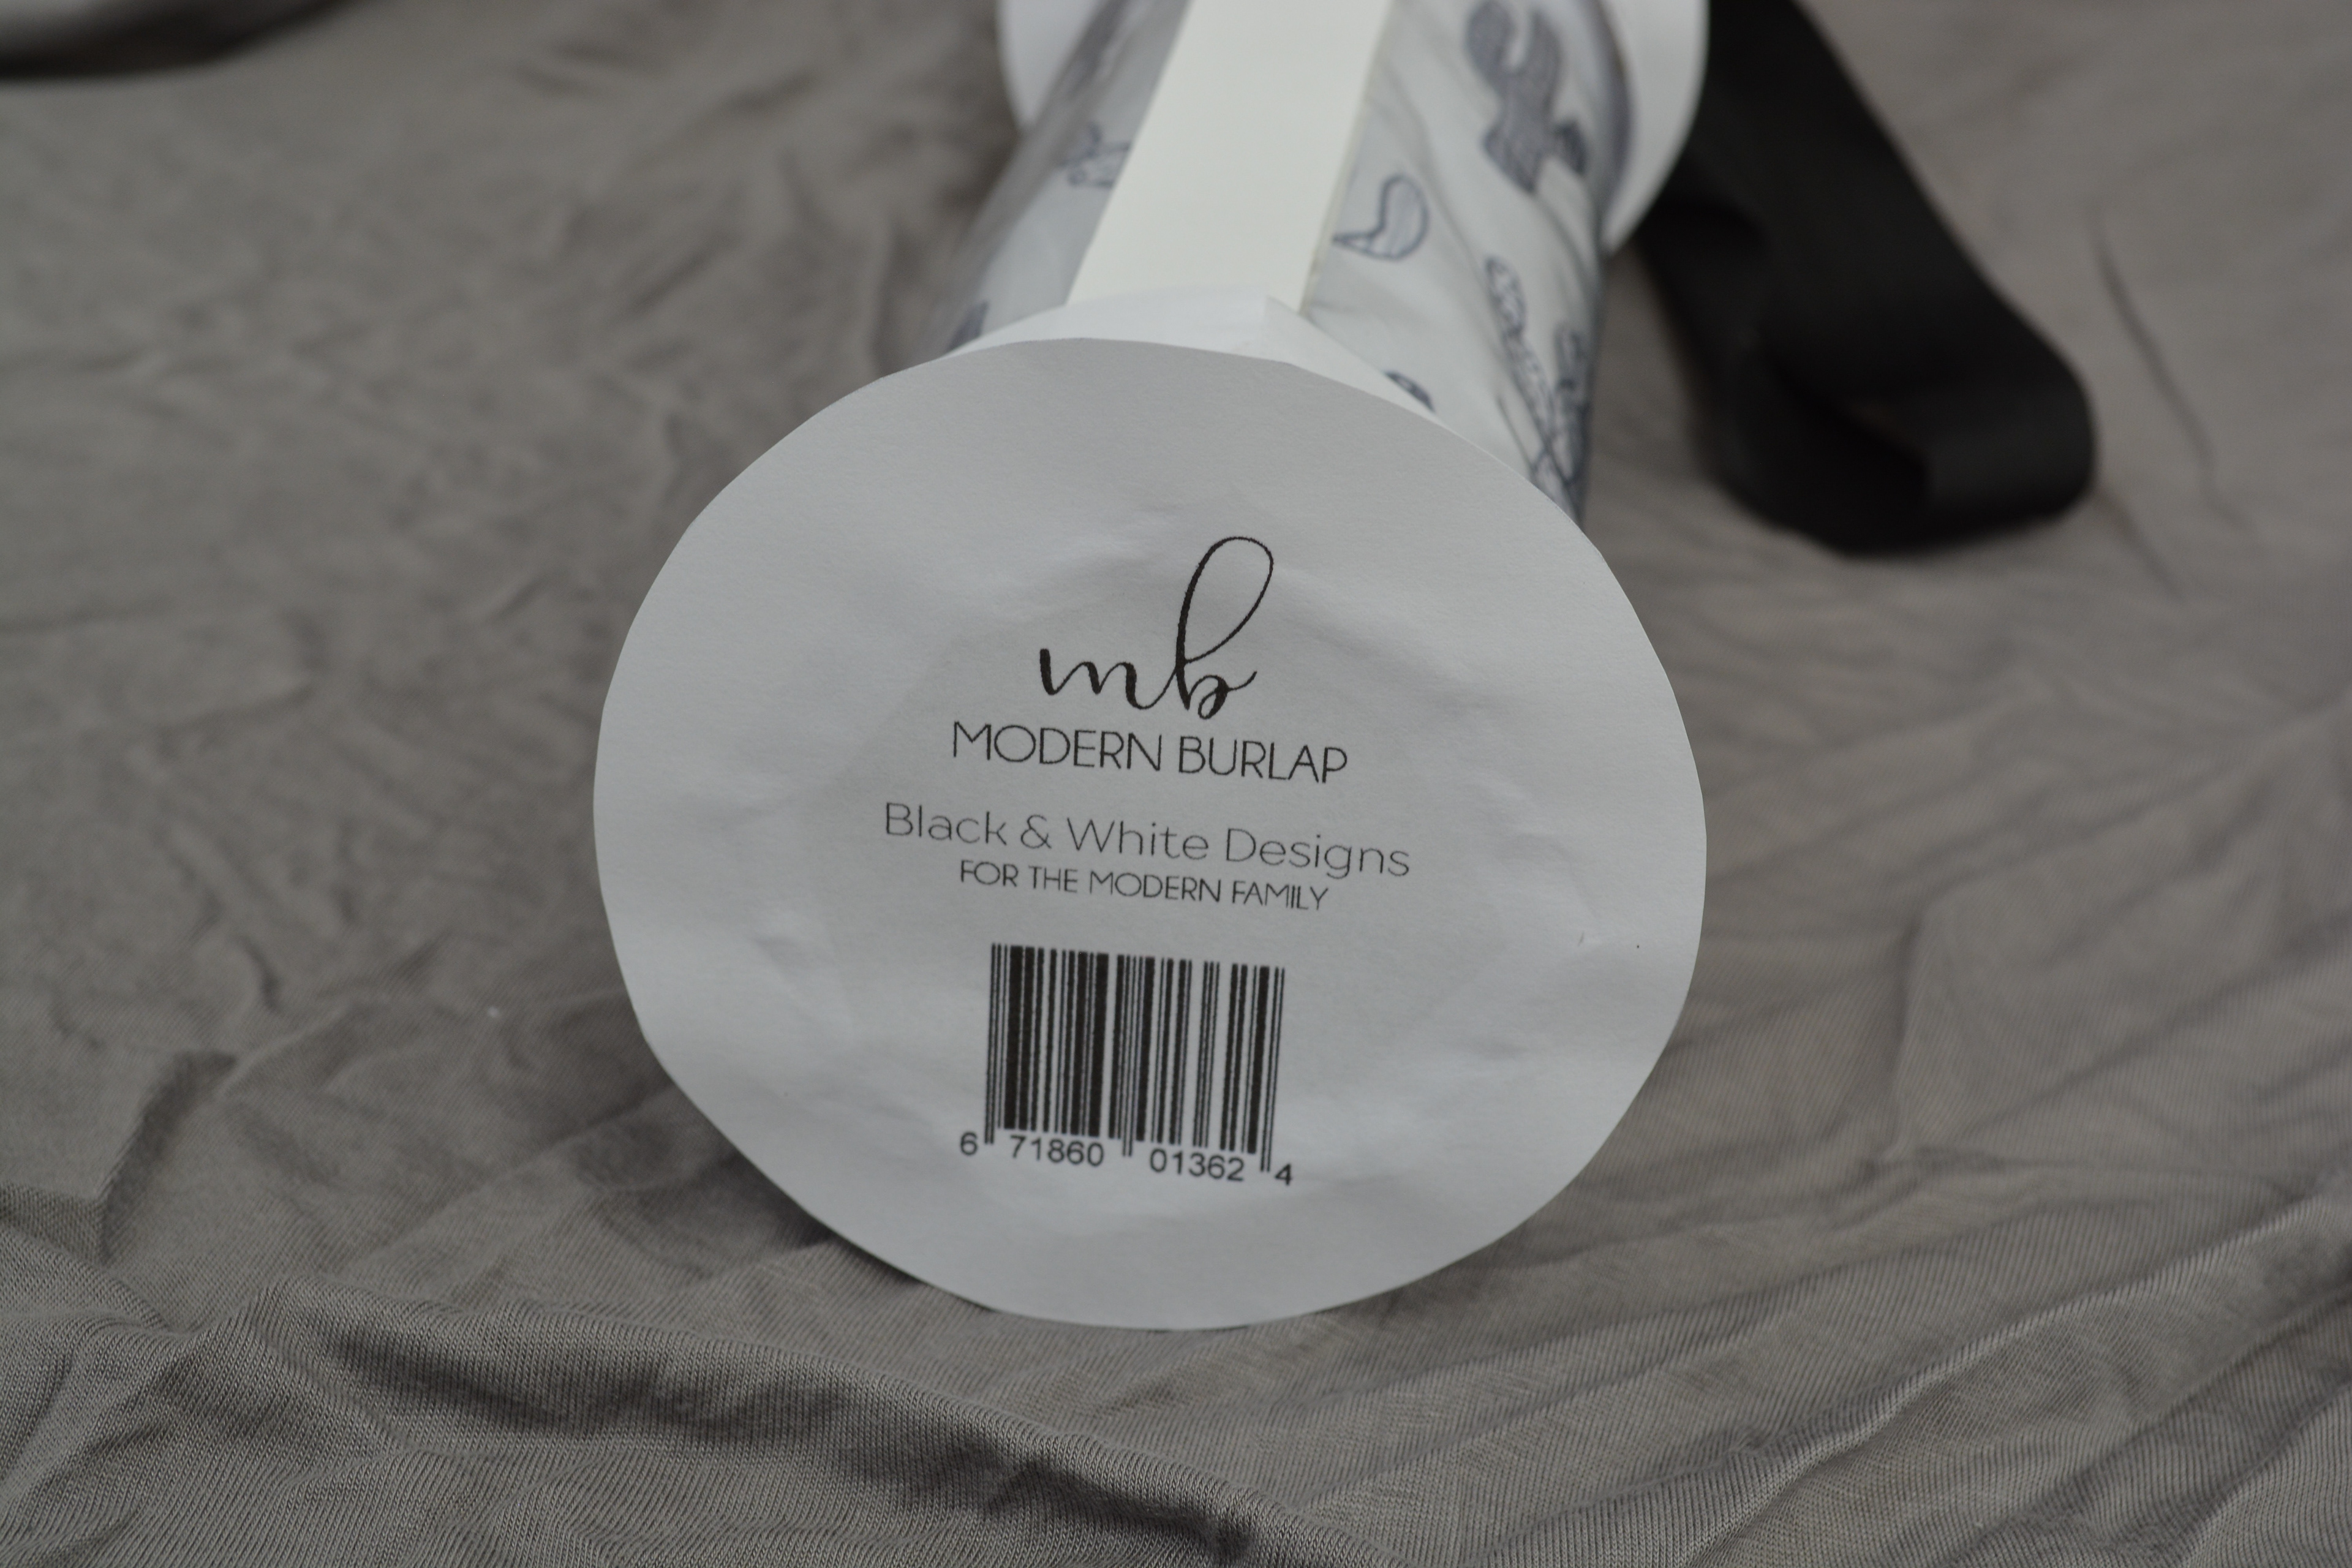 mb
MODERN BURLAP
Black & White Designs
FOR THE MODERN FAMILY
6 71860 01362 4